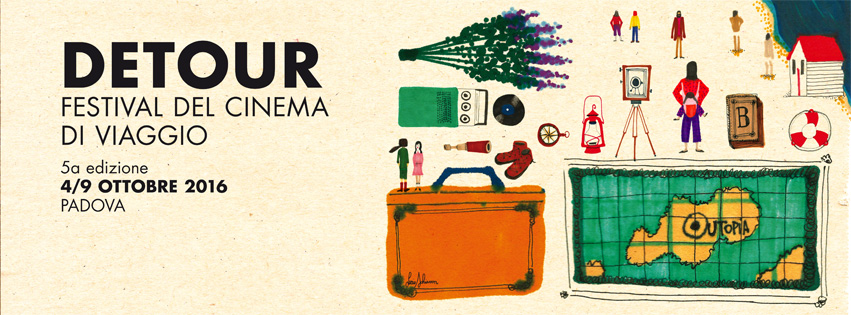 DETOUR
FESTIVAL DEL CINEMA
DI VIAGGIO
5a edizione
4/9 OTTOBRE 2016
PADOVA
B
UTOPIA